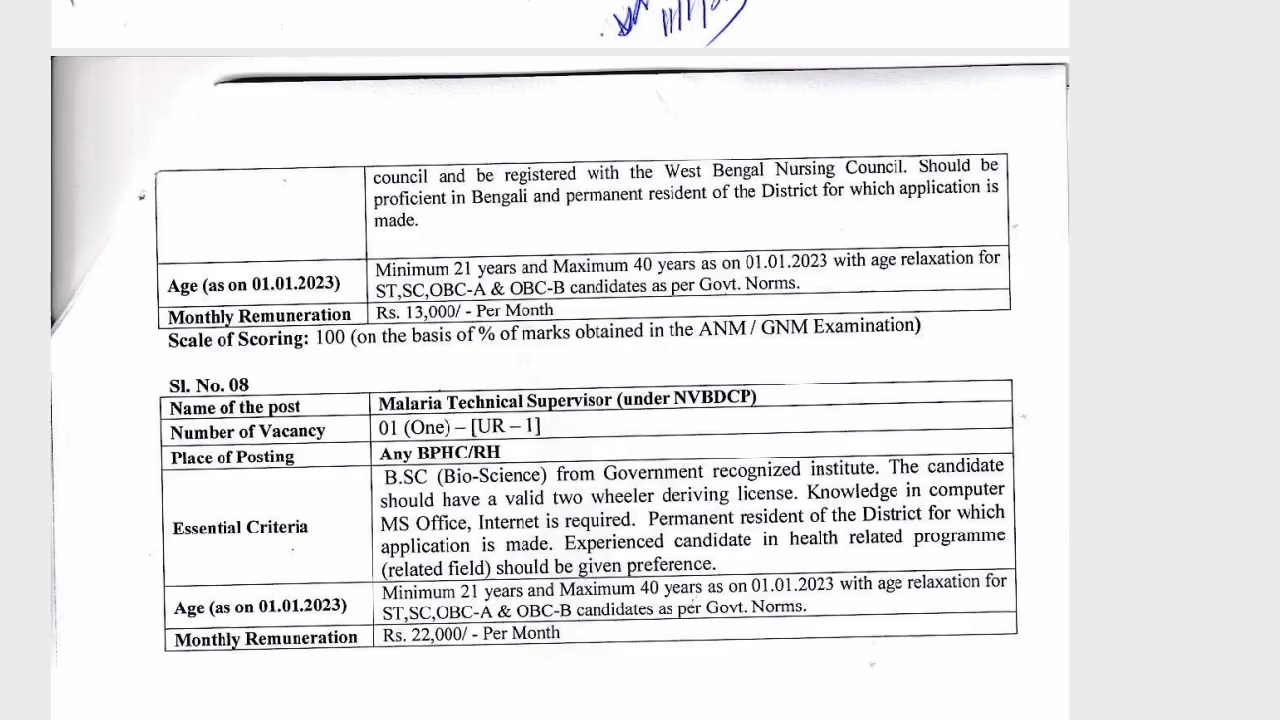 council and be registered with the West Bengal Nursing Council. Should be
proficient in Bengali and permanent resident of the District for which application is
made.
Age (as on 01.01.2023)
Minimum 21 years and Maximum 40 years as on 01.01.2023 with age relaxation for
ST,SC,OBC-A & OBC-B candidates as per Govt. Norms.
Monthly Remuneration
Rs. 13,000/ - Per Month
Scale of Scoring: 100 (on the basis of % of marks obtained in the ANM / GNM Examination)
Sl. No. 08
Name of the post
Malaria Technical Supervisor (under NVBDCP)
Number of Vacancy
01 (One) – [UR – 1]
Place of Posting
Any BPHC/RH
Essential Criteria
B.SC (Bio-Science) from Government recognized institute. The candidate
should have a valid two wheeler deriving license. Knowledge in computer
MS Office, Internet is required. Permanent resident of the District for which
application is made. Experienced candidate in health related programme
(related field) should be given preference.
Age (as on 01.01.2023)
Minimum 21 years and Maximum 40 years as on 01.01.2023 with age relaxation for
ST,SC,OBC-A & OBC-B candidates as per Govt. Norms.
Monthly Remuneration
Rs. 22,000/ - Per Month